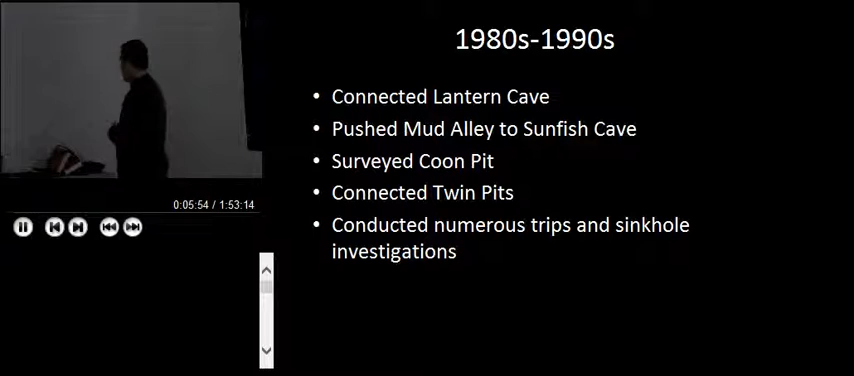 1980s-1990s
• Connected Lantern Cave
• Pushed Mud Alley to Sunfish Cave
• Surveyed Coon Pit
• Connected Twin Pits
• Conducted numerous trips and sinkhole
investigations
0:05:54 / 1:53:14